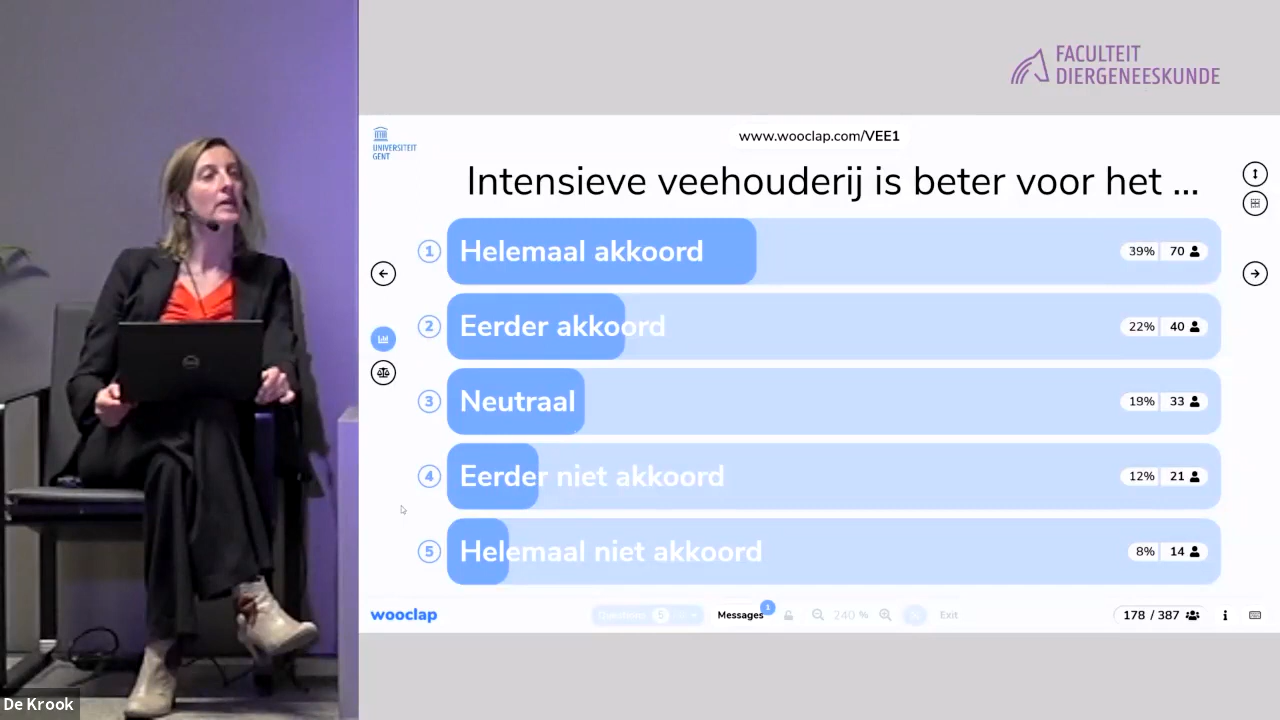 FACULTEIT
DIERGENEESKUNDE
UNIVERSITEIT
GENT
www.wooclap.com/VEE1
Intensieve veehouderij is beter voor het ...
1 Helemaal akkoord 39% 70
2 Eerder akkoord 22% 40
3 Neutraal 19% 33
4 Eerder niet akkoord 12% 21
5 Helemaal niet akkoord 8% 14
wooclap
Messages 1
240 %
Exit
178 / 387
De Krook